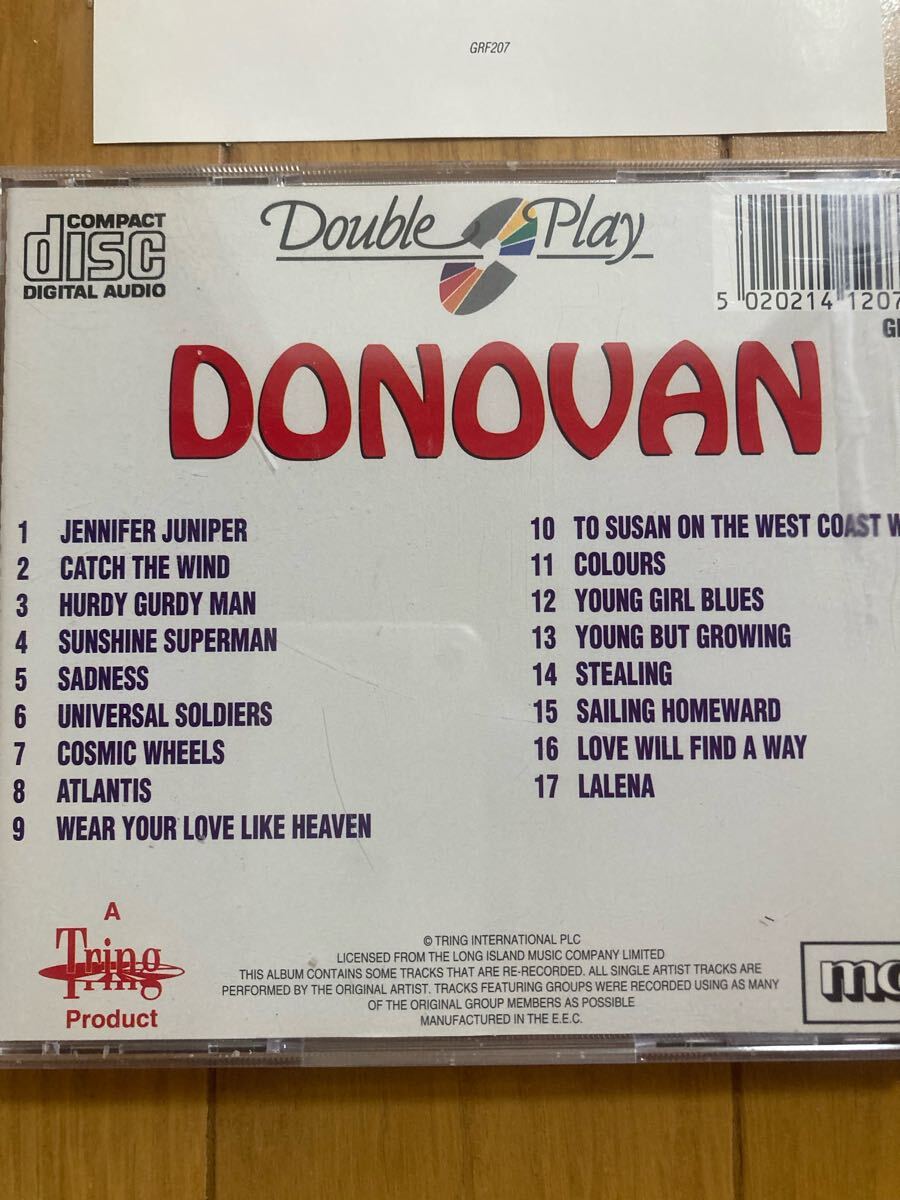 GRF207
COMPACT
disc
DIGITAL AUDIO
Double Play
5 020214 1207
DONOVAN
1 JENNIFER JUNIPER
2 CATCH THE WIND
3 HURDY GURDY MAN
4 SUNSHINE SUPERMAN
5 SADNESS
6 UNIVERSAL SOLDIERS
7 COSMIC WHEELS
8 ATLANTIS
9 WEAR YOUR LOVE LIKE HEAVEN
10 TO SUSAN ON THE WEST COAST
11 COLOURS
12 YOUNG GIRL BLUES
13 YOUNG BUT GROWING
14 STEALING
15 SAILING HOMEWARD
16 LOVE WILL FIND A WAY
17 LALENA
A
Tring
Product
© TRING INTERNATIONAL PLC
LICENSED FROM THE LONG ISLAND MUSIC COMPANY LIMITED
THIS ALBUM CONTAINS SOME TRACKS THAT ARE RE-RECORDED. ALL SINGLE ARTIST TRACKS ARE
PERFORMED BY THE ORIGINAL ARTIST. TRACKS FEATURING GROUPS WERE RECORDED USING AS MANY
OF THE ORIGINAL GROUP MEMBERS AS POSSIBLE
MANUFACTURED IN THE E.E.C.